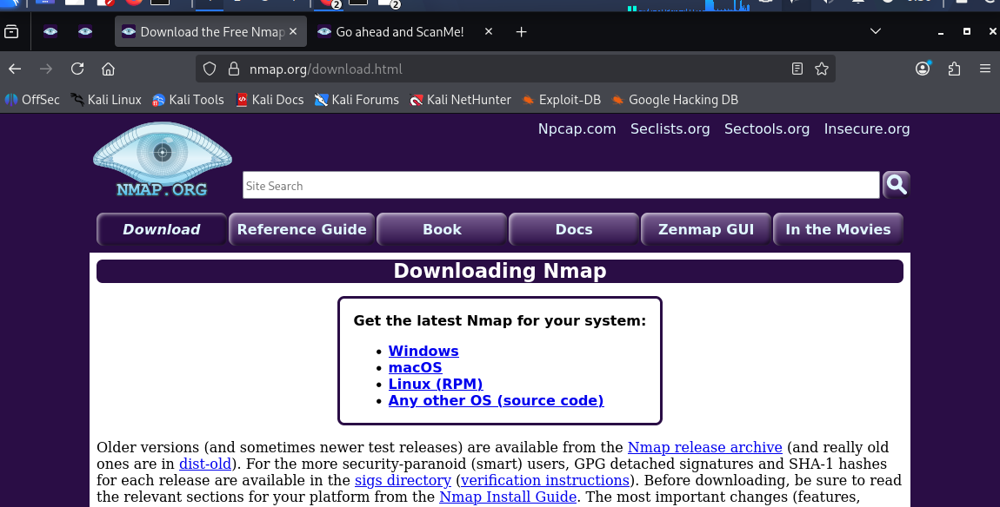 2
2
Download the Free Nmap
Go ahead and ScanMe!
nmap.org/download.html
OffSec
Kali Linux
Kali Tools
Kali Docs
Kali Forums
Kali NetHunter
Exploit-DB
Google Hacking DB
Npcap.com
Seclists.org
Sectools.org
Insecure.org
NMAP.ORG
Site Search
Download
Reference Guide
Book
Docs
Zenmap GUI
In the Movies
Downloading Nmap
Get the latest Nmap for your system:
• Windows
• macOS
• Linux (RPM)
• Any other OS (source code)
Older versions (and sometimes newer test releases) are available from the Nmap release archive (and really old
ones are in dist-old). For the more security-paranoid (smart) users, GPG detached signatures and SHA-1 hashes
for each release are available in the sigs directory (verification instructions). Before downloading, be sure to read
the relevant sections for your platform from the Nmap Install Guide. The most important changes (features,